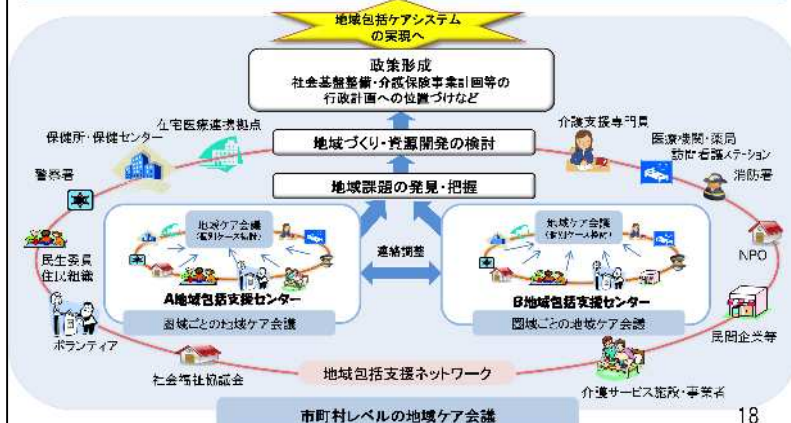 地域包括ケアシステム
の実現へ
政策形成
社会基盤整備・介護保険事業計画等の
行政計画への位置づけなど
在宅医療連携拠点
保健所・保健センター
警察署
介護支援専門員
医療機関・薬局
訪問看護ステーション
消防署
地域づくり・資源開発の検討
地域課題の発見・把握
地域ケア会議
(個別ケース検討)
地域ケア会議
(個別ケース検討)
連絡調整
民生委員
住民組織
NPO
A地域包括支援センター
B地域包括支援センター
圏域ごとの地域ケア会議
圏域ごとの地域ケア会議
ボランティア
民間企業等
社会福祉協議会
地域包括支援ネットワーク
介護サービス施設・事業者
市町村レベルの地域ケア会議
18